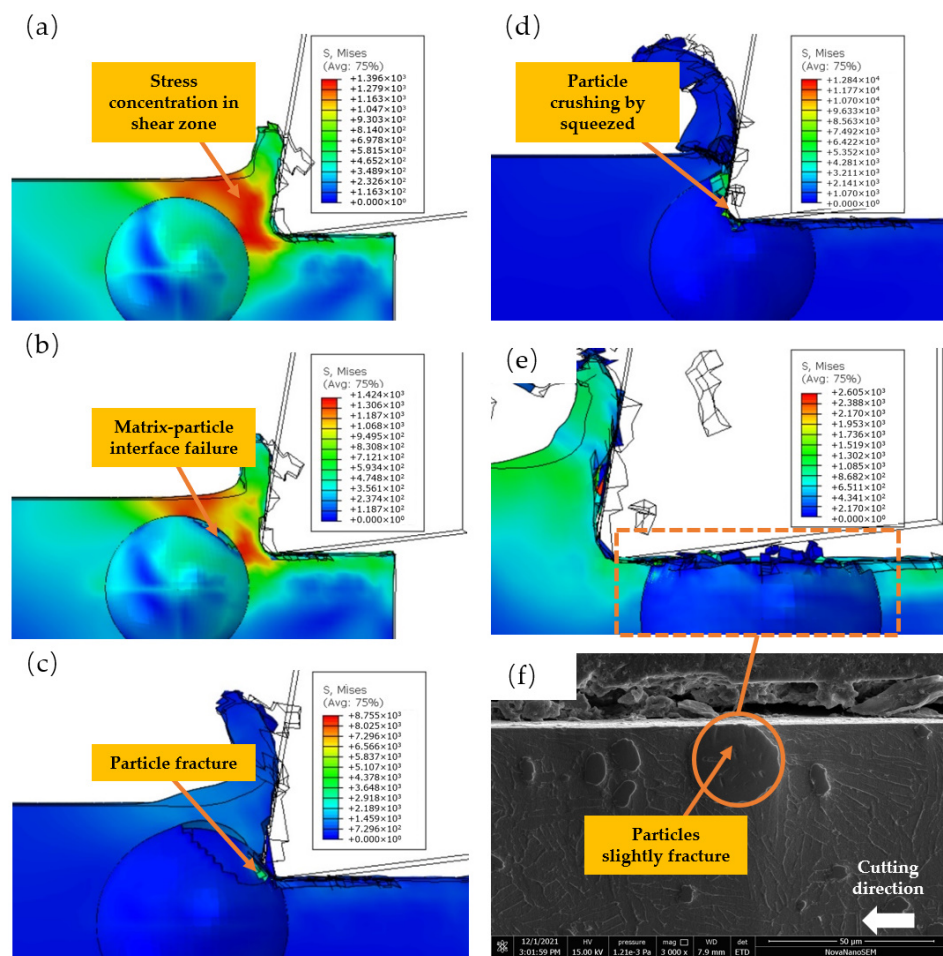 (a)
Stress
concentration in
shear zone
S, Mises
(Avg: 75%)
+1.396×10³
+1.279×10³
+1.163×10³
+1.047×10³
+9.303×10²
+8.140×10²
+6.978×10²
+5.815×10²
+4.652×10²
+3.489×10²
+2.326×10²
+1.163×10²
+0.000×10⁰
(b)
Matrix-particle
interface failure
S, Mises
(Avg: 75%)
+1.424×10³
+1.306×10³
+1.187×10³
+1.068×10³
+9.495×10²
+8.308×10²
+7.121×10²
+5.934×10²
+4.748×10²
+3.561×10²
+2.374×10²
+1.187×10²
+0.000×10⁰
(c)
Particle fracture
S, Mises
(Avg: 75%)
+8.755×10³
+8.025×10³
+7.296×10³
+6.566×10³
+5.837×10³
+5.107×10³
+4.378×10³
+3.648×10³
+2.918×10³
+2.189×10³
+1.459×10³
+7.296×10²
+0.000×10⁰
(d)
Particle
crushing by
squeezed
S, Mises
(Avg: 75%)
+1.284×10⁴
+1.177×10⁴
+1.070×10⁴
+9.633×10³
+8.563×10³
+7.492×10³
+6.422×10³
+5.352×10³
+4.281×10³
+3.211×10³
+2.141×10³
+1.070×10³
+0.000×10⁰
(e)
S, Mises
(Avg: 75%)
+2.605×10³
+2.388×10³
+2.170×10³
+1.953×10³
+1.736×10³
+1.519×10³
+1.302×10³
+1.085×10³
+8.682×10²
+6.511×10²
+4.341×10²
+2.170×10²
+0.000×10⁰
(f)
Particles
slightly fracture
Cutting
direction
12/1/2021 HV pressure mag WD det 50 µm
3:01:59 PM 15.00 kV 1.21e-3 Pa 3 000 x 7.9 mm ETD NovaNanoSEM